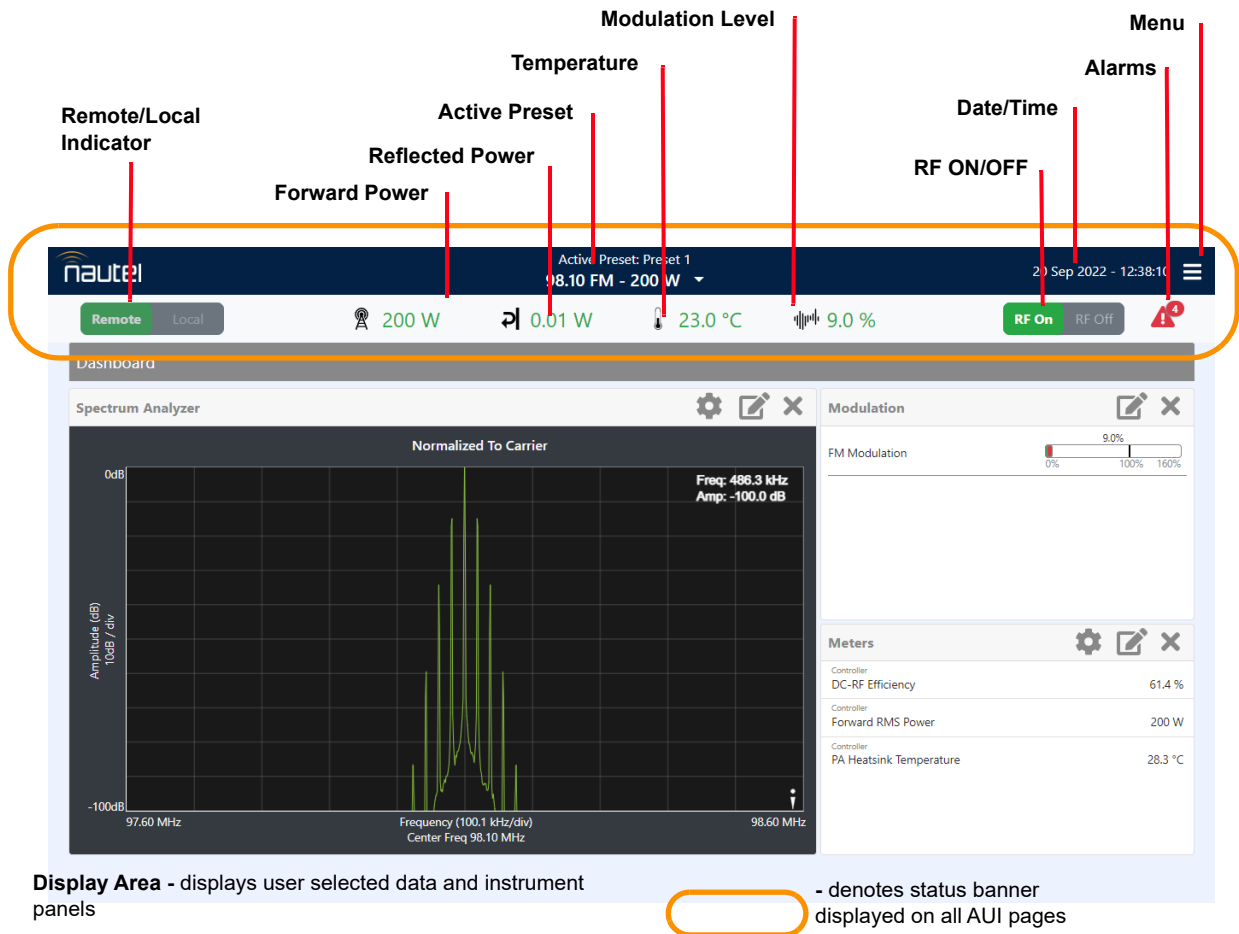 Modulation Level
Menu
Temperature
Alarms
Remote/Local
Indicator
Active Preset
Date/Time
Reflected Power
RF ON/OFF
Forward Power
nautel
Active Preset: Preset 1
98.10 FM - 200 W
20 Sep 2022 - 12:38:10
Remote Local
200 W
0.01 W
23.0 °C
9.0 %
RF On RF Off
4
Dashboard
Spectrum Analyzer
Normalized To Carrier
0dB
Freq: 486.3 kHz
Amp: -100.0 dB
Amplitude (dB)
10dB / div
-100dB
97.60 MHz
Frequency (100.1 kHz/div)
98.60 MHz
Center Freq 98.10 MHz
Modulation
FM Modulation
9.0%
0% 100% 160%
Meters
Controller
DC-RF Efficiency 61.4 %
Controller
Forward RMS Power 200 W
Controller
PA Heatsink Temperature 28.3 °C
Display Area - displays user selected data and instrument
panels
- denotes status banner
displayed on all AUI pages